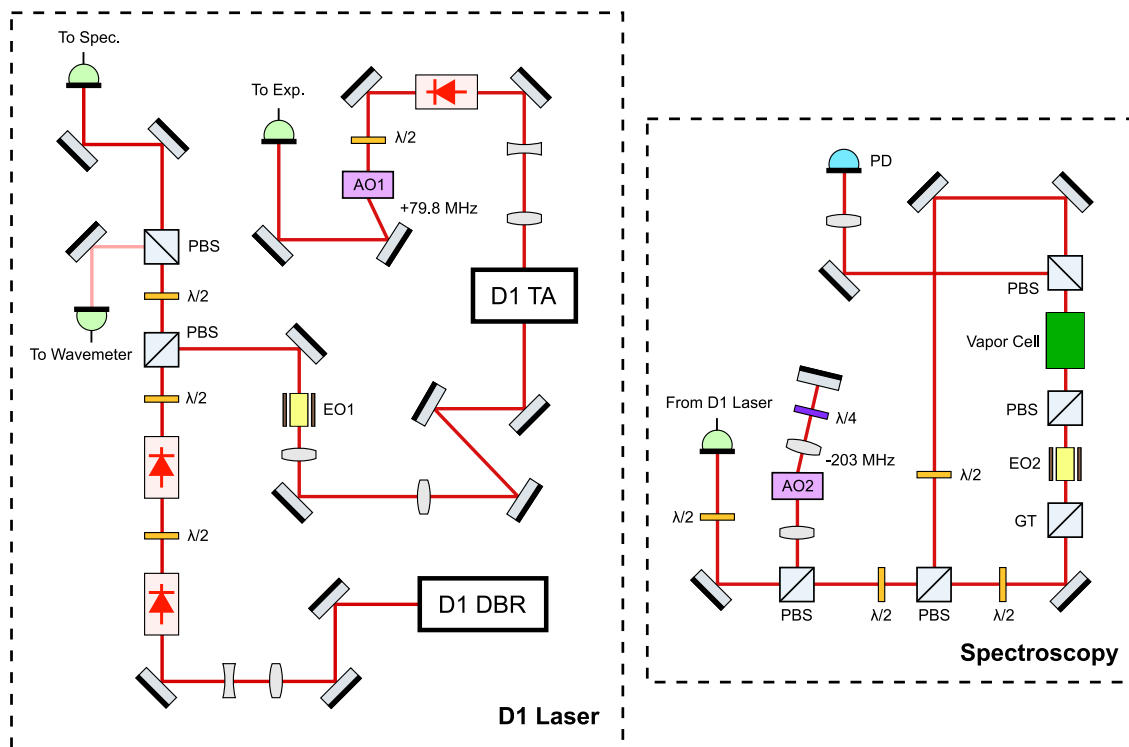 To Spec.
To Exp.
λ/2
AO1
+79.8 MHz
PBS
λ/2
D1 TA
PBS
To Wavemeter
λ/2
EO1
λ/2
D1 DBR
D1 Laser
PD
PBS
Vapor Cell
From D1 Laser
λ/4
PBS
-203 MHz
EO2
AO2
λ/2
λ/2
GT
PBS
λ/2
PBS
λ/2
Spectroscopy